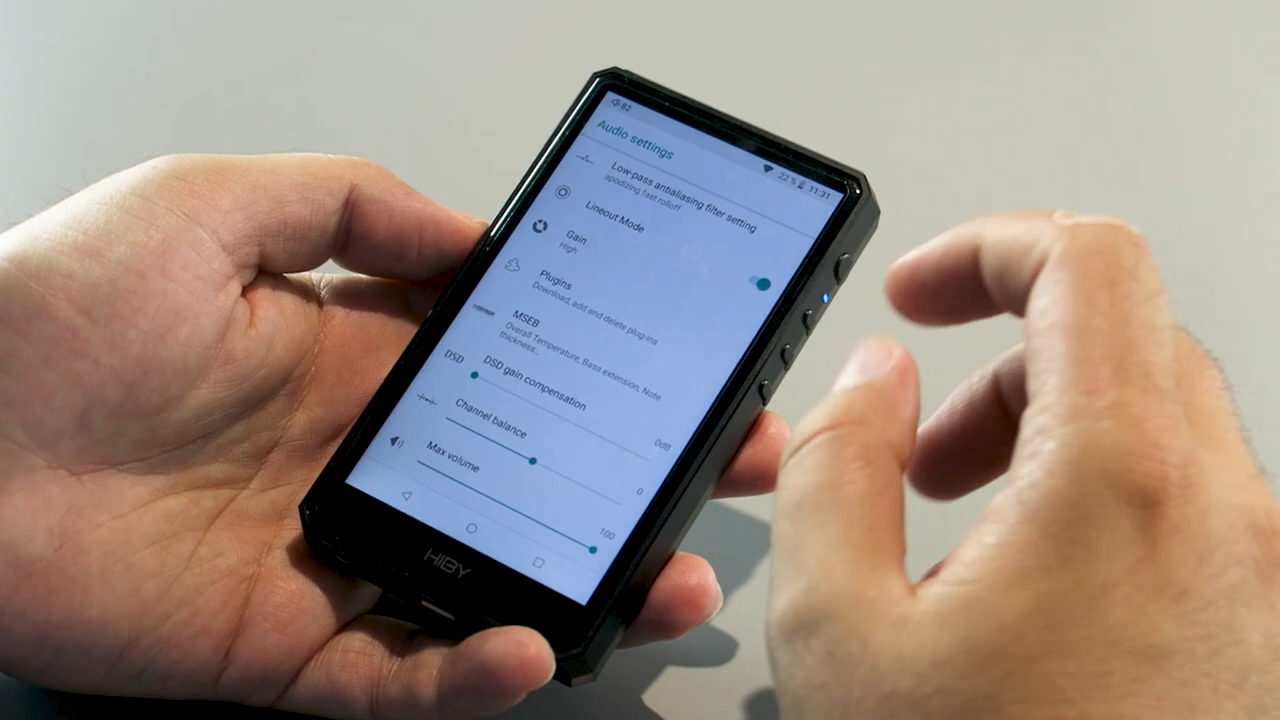 82
22 % 11:31
Audio settings
Low-pass antialiasing filter setting
apodizing fast rolloff
Lineout Mode
Gain
High
Plugins
Download, add and delete plug-ins
MSEB
Overall Temperature, Bass extension, Note
thickness..
DSD
DSD gain compensation
0dB
Channel balance
0
Max volume
100
HIBY